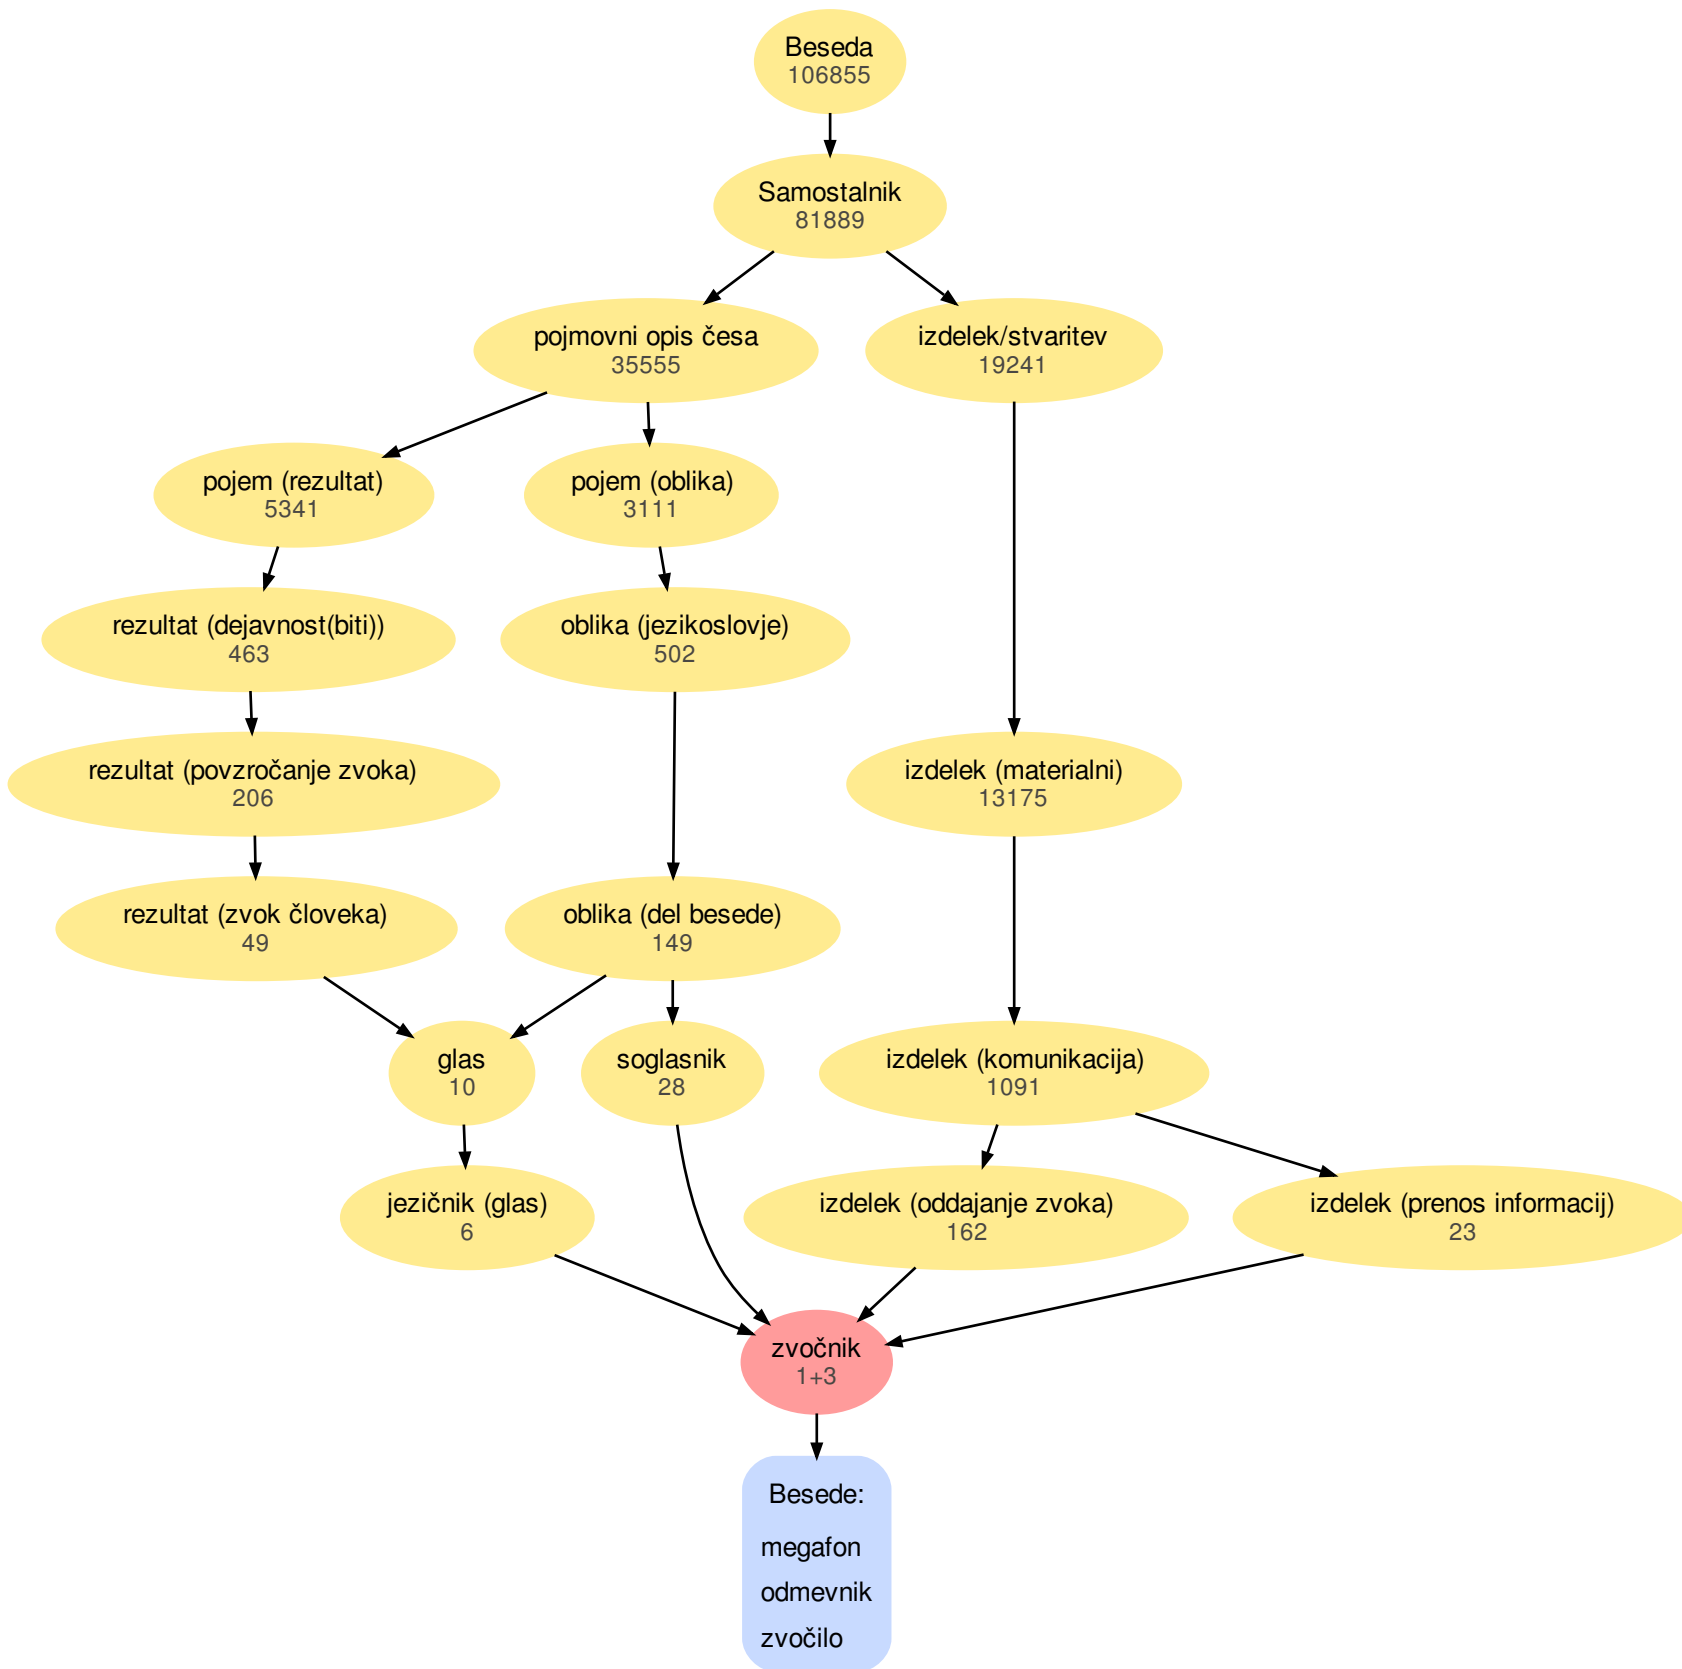 Beseda
106855
Samostalnik
81889
pojmovni opis česa
35555
izdelek/stvaritev
19241
pojem (rezultat)
5341
pojem (oblika)
3111
rezultat (dejavnost(biti))
463
oblika (jezikoslovje)
502
rezultat (povzročanje zvoka)
206
izdelek (materialni)
13175
rezultat (zvok človeka)
49
oblika (del besede)
149
glas
10
soglasnik
28
izdelek (komunikacija)
1091
jezičnik (glas)
6
izdelek (oddajanje zvoka)
162
izdelek (prenos informacij)
23
zvočnik
1+3
Besede:
megafon
odmevnik
zvočilo